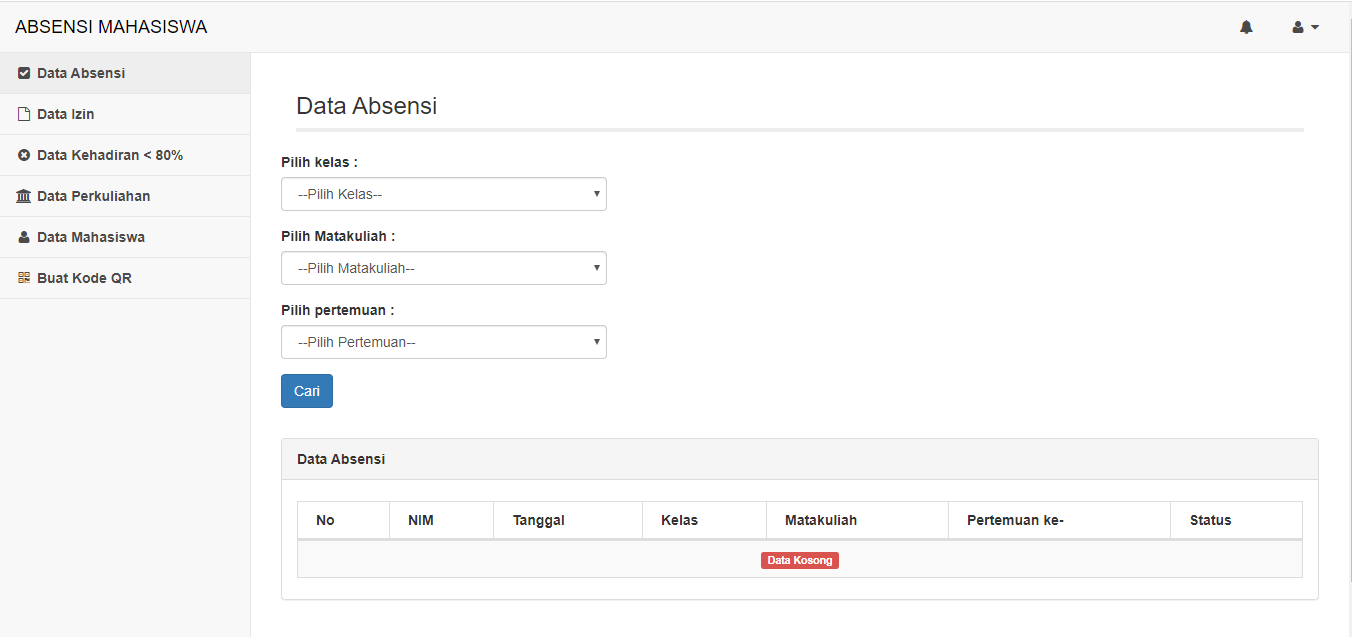 ABSENSI MAHASISWA
Data Absensi
Data Izin
Data Kehadiran < 80%
Data Perkuliahan
Data Mahasiswa
Buat Kode QR
Data Absensi
Pilih kelas :
--Pilih Kelas--
Pilih Matakuliah :
--Pilih Matakuliah--
Pilih pertemuan :
--Pilih Pertemuan--
Cari
Data Absensi
No NIM Tanggal Kelas Matakuliah Pertemuan ke- Status
Data Kosong